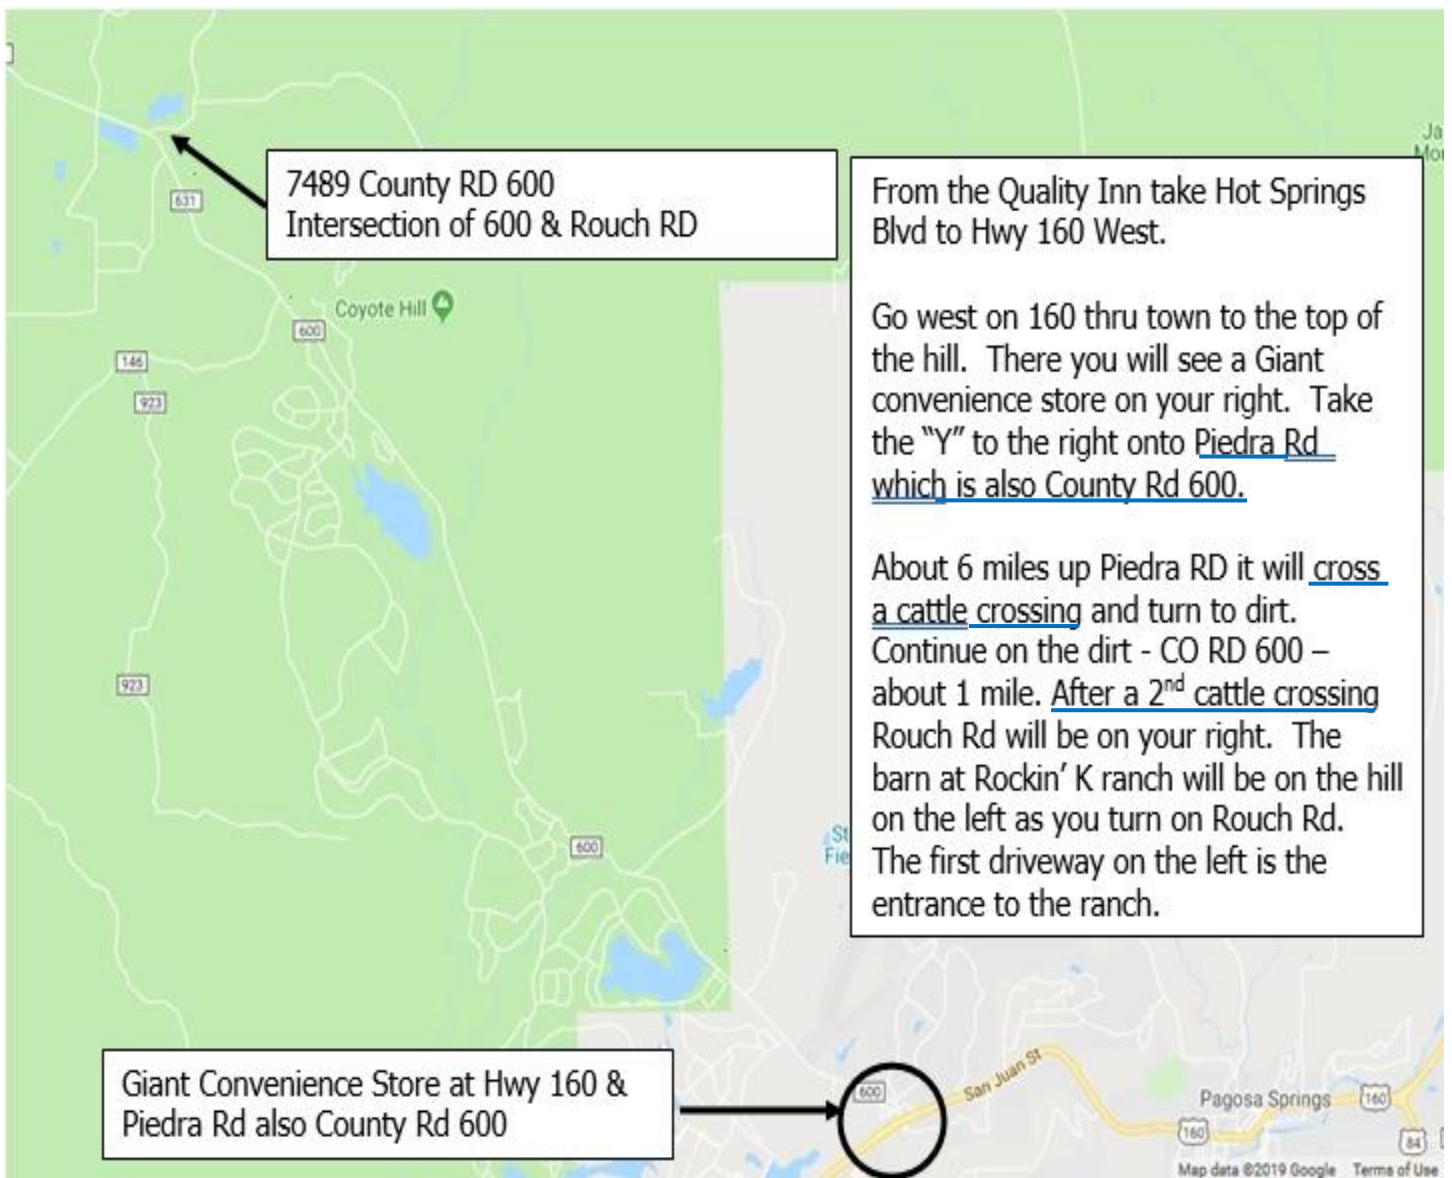 7489 County RD 600
Intersection of 600 & Rouch RD
From the Quality Inn take Hot Springs
Blvd to Hwy 160 West.
Go west on 160 thru town to the top of
the hill. There you will see a Giant
convenience store on your right. Take
the “Y” to the right onto Piedra Rd
which is also County Rd 600.
About 6 miles up Piedra RD it will cross
a cattle crossing and turn to dirt.
Continue on the dirt - CO RD 600 –
about 1 mile. After a 2nd cattle crossing
Rouch Rd will be on your right. The
barn at Rockin’ K ranch will be on the hill
on the left as you turn on Rouch Rd.
The first driveway on the left is the
entrance to the ranch.
631
Coyote Hill
600
146
923
923
600
Giant Convenience Store at Hwy 160 &
Piedra Rd also County Rd 600
600
San Juan St
Pagosa Springs
160
160
84
Map data ©2019 Google Terms of Use